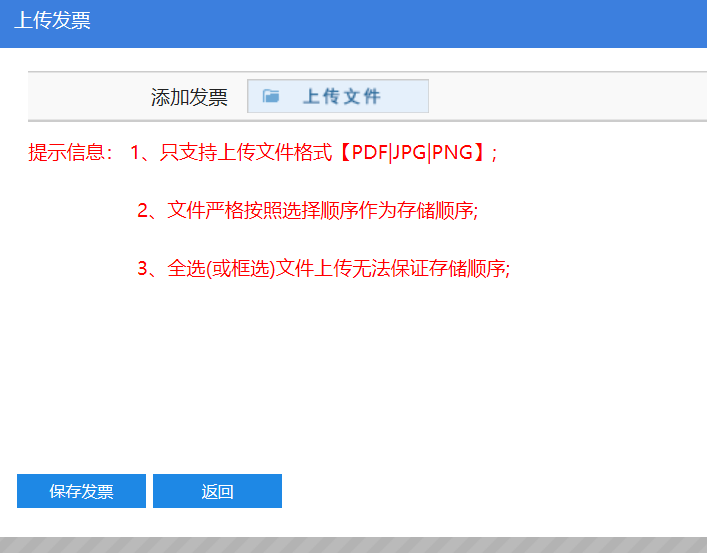 上传发票
添加发票 上传文件
提示信息： 1、只支持上传文件格式【PDF|JPG|PNG】;
2、文件严格按照选择顺序作为存储顺序;
3、全选(或框选)文件上传无法保证存储顺序;
保存发票 返回